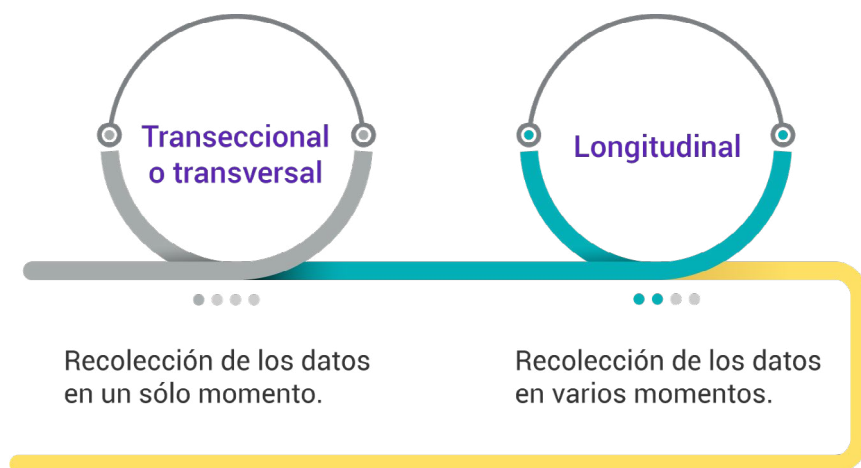 Transeccional
o transversal
Longitudinal
Recolección de los datos
en un sólo momento.
Recolección de los datos
en varios momentos.